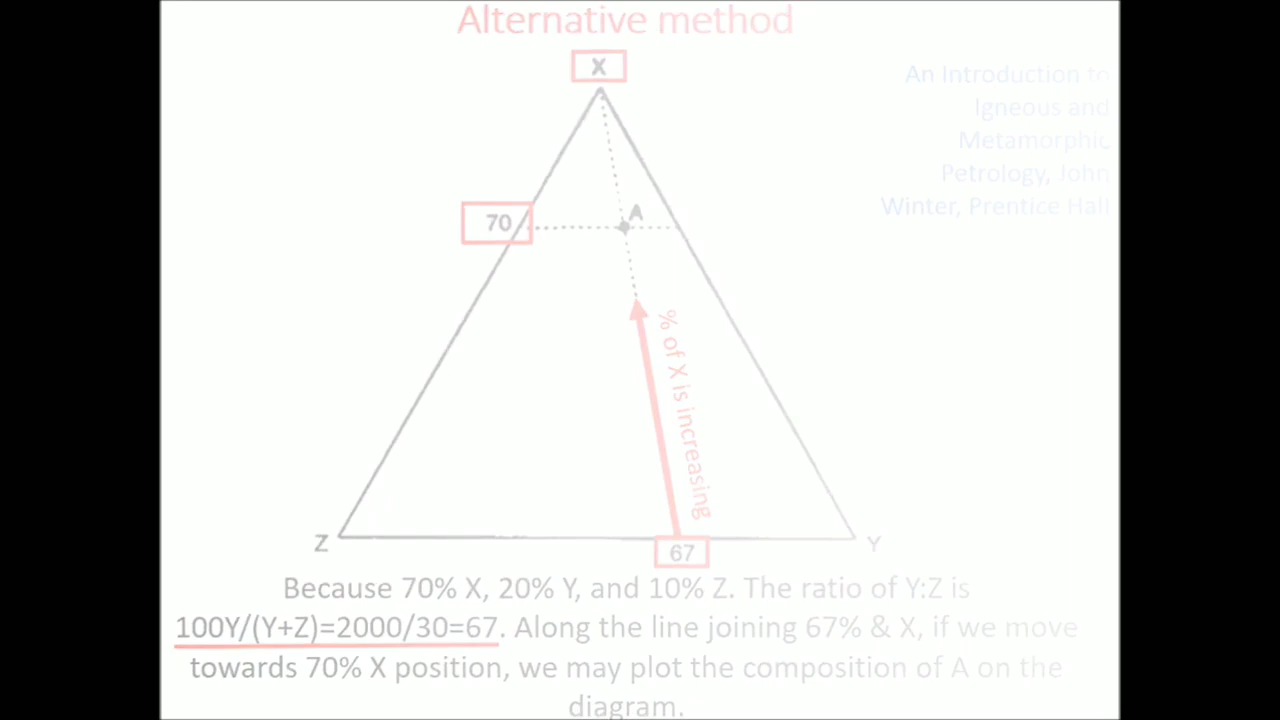 Alternative method
X
An Introduction to
Igneous and
Metamorphic
Petrology, John
Winter, Prentice Hall
70
A
% of X is increasing
Z
Y
67
Because 70% X, 20% Y, and 10% Z. The ratio of Y:Z is
100Y/(Y+Z)=2000/30=67. Along the line joining 67% & X, if we move
towards 70% X position, we may plot the composition of A on the
diagram.